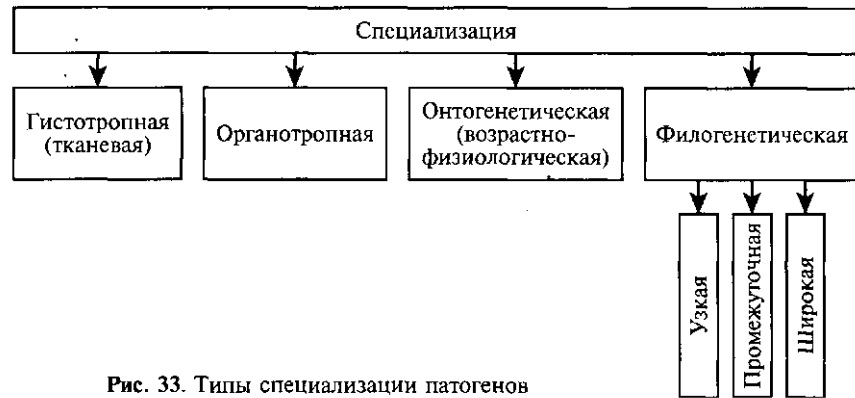 Специализация
Гистотропная
(тканевая)
Органотропная
Онтогенетическая
(возрастно-
физиологическая)
Филогенетическая
Узкая
Промежуточная
Широкая
Рис. 33. Типы специализации патогенов